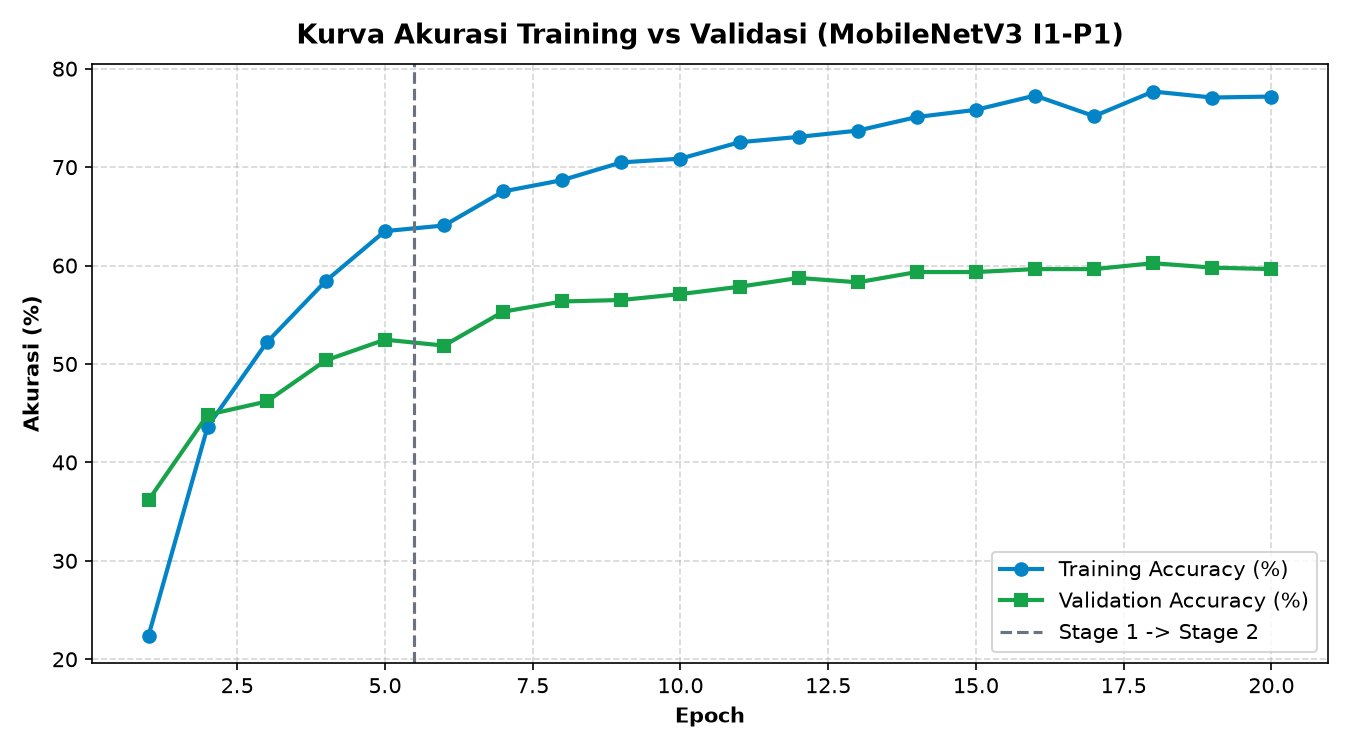 Kurva Akurasi Training vs Validasi (MobileNetV3 I1-P1)
80
70
60
50
40
30
20
Akurasi (%)
Training Accuracy (%)
Validation Accuracy (%)
Stage 1 -> Stage 2
2.5 5.0 7.5 10.0 12.5 15.0 17.5 20.0
Epoch